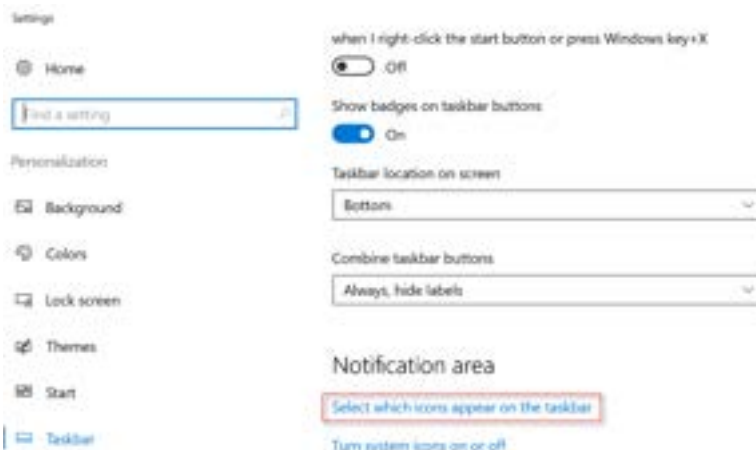 Settings
Home
Find a setting
Personalization
Background
Colors
Lock screen
Themes
Start
Taskbar
when I right-click the start button or press Windows key+X
Off
Show badges on taskbar buttons
On
Taskbar location on screen
Bottom
Combine taskbar buttons
Always, hide labels
Notification area
Select which icons appear on the taskbar
Turn system icons on or off